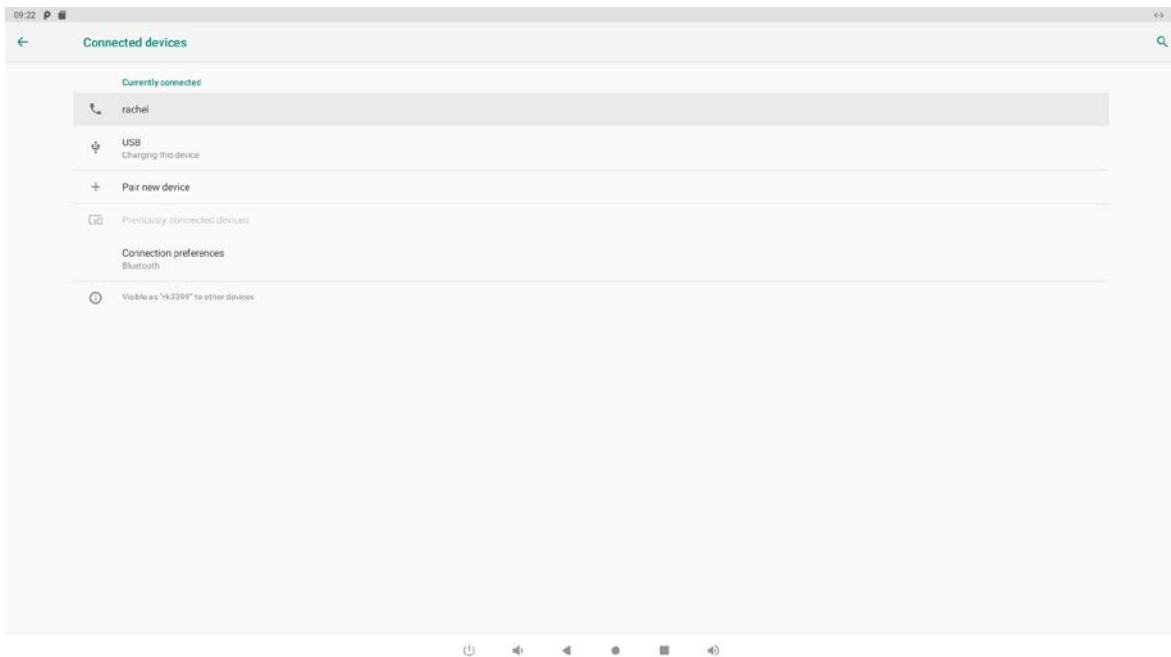 09:22
Connected devices
Currently connected
rachel
USB
Charging this device
Pair new device
Previously connected devices
Connection preferences
Bluetooth
Visible as "rk3399" to other devices